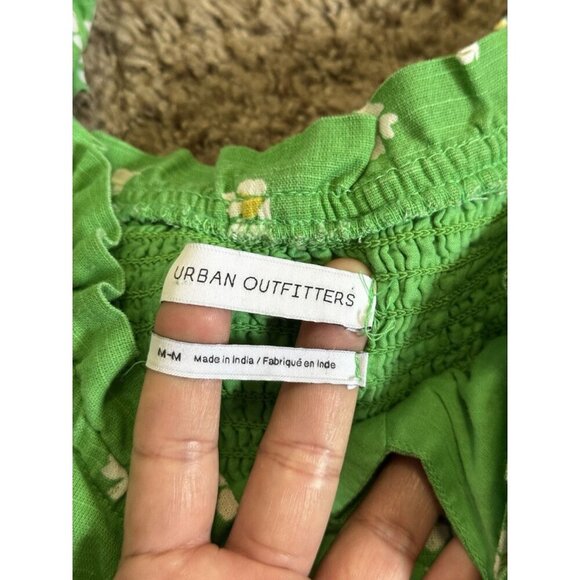 URBAN OUTFITTERS
M-M Made in India / Fabriqué en Inde